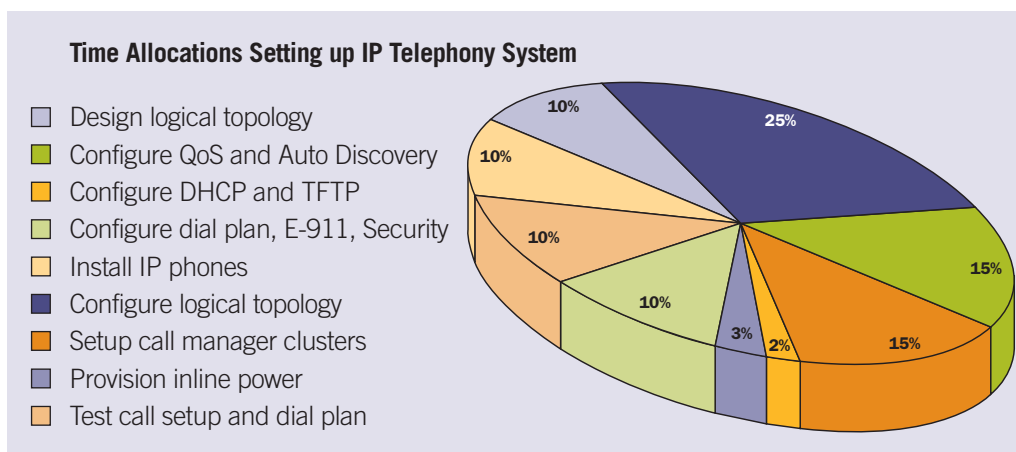 Time Allocations Setting up IP Telephony System
Design logical topology
Configure QoS and Auto Discovery
Configure DHCP and TFTP
Configure dial plan, E-911, Security
Install IP phones
Configure logical topology
Setup call manager clusters
Provision inline power
Test call setup and dial plan
10%
25%
10%
10%
15%
10%
3%
2%
15%